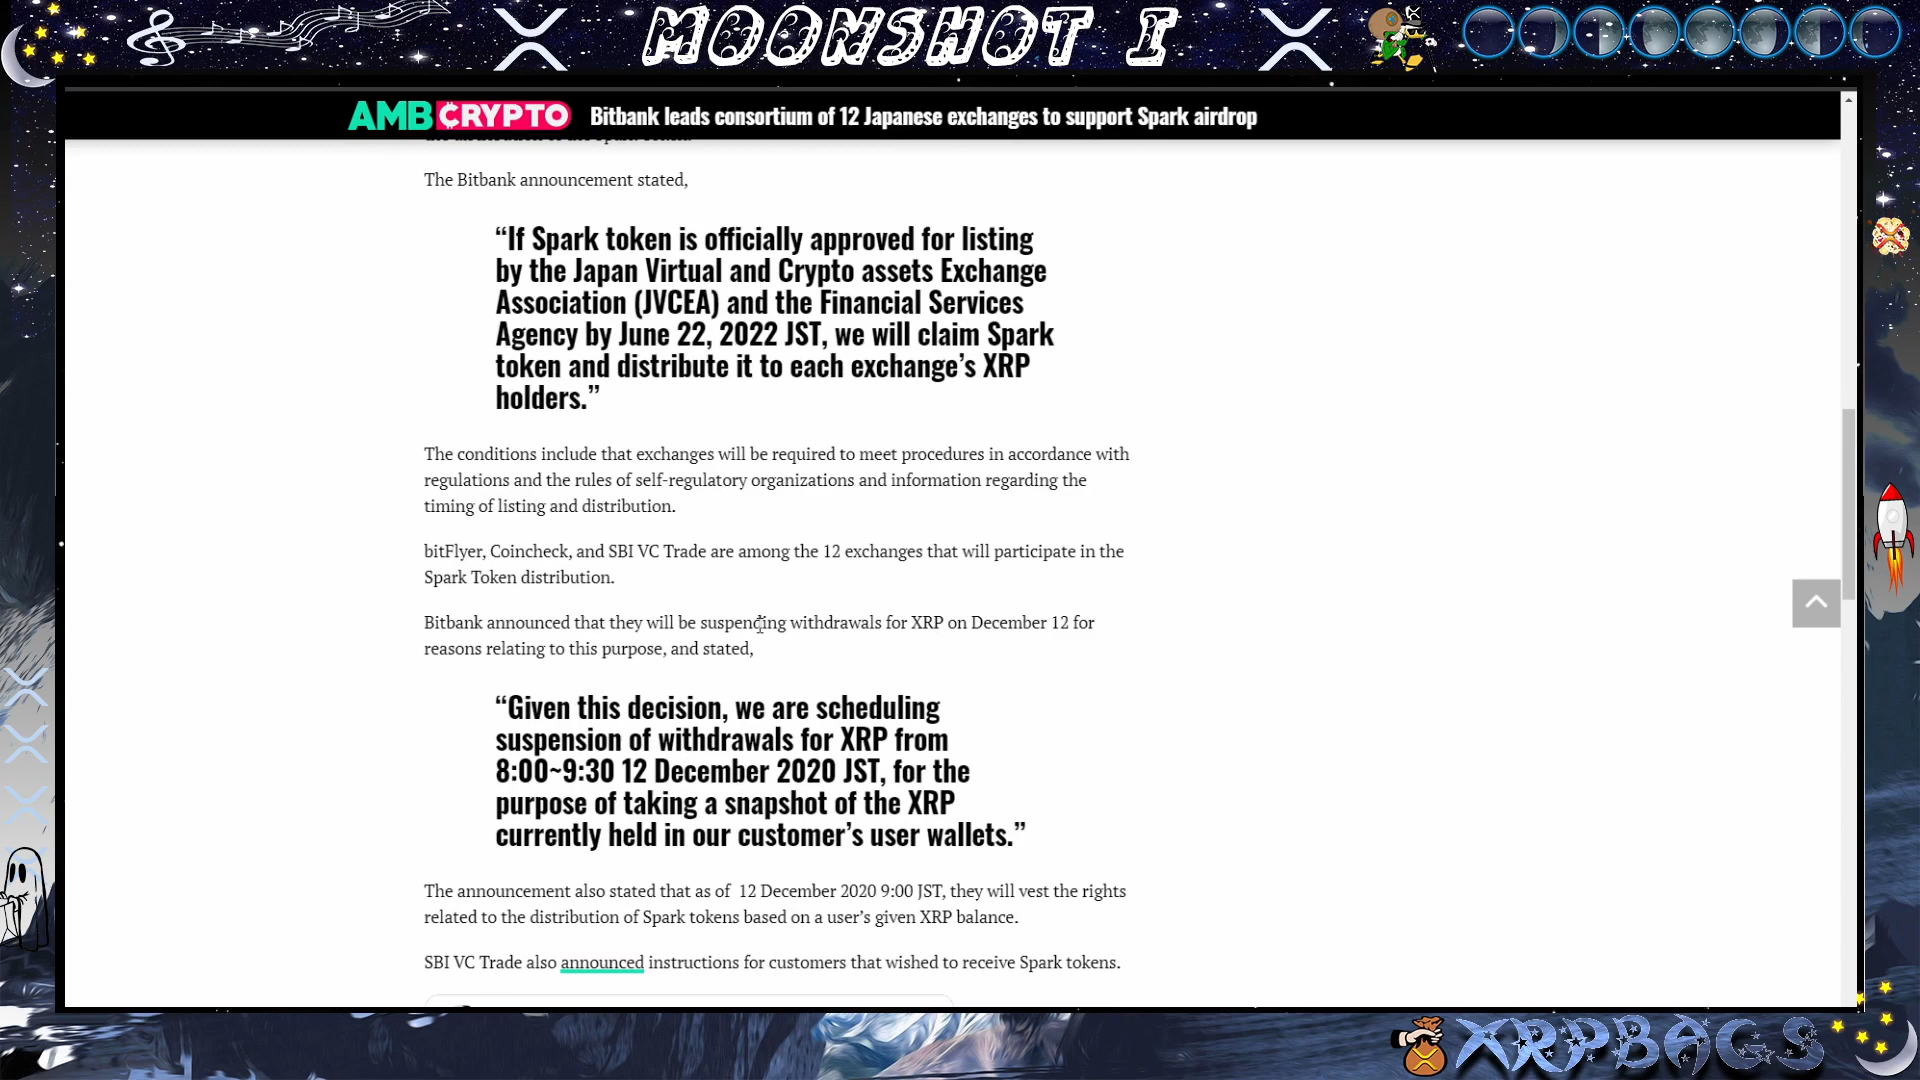 MOONSHOT I
AMBCRYPTO Bitbank leads consortium of 12 Japanese exchanges to support Spark airdrop
The Bitbank announcement stated,
“If Spark token is officially approved for listing
by the Japan Virtual and Crypto assets Exchange
Association (JVCEA) and the Financial Services
Agency by June 22, 2022 JST, we will claim Spark
token and distribute it to each exchange’s XRP
holders.”
The conditions include that exchanges will be required to meet procedures in accordance with
regulations and the rules of self-regulatory organizations and information regarding the
timing of listing and distribution.
bitFlyer, Coincheck, and SBI VC Trade are among the 12 exchanges that will participate in the
Spark Token distribution.
Bitbank announced that they will be suspending withdrawals for XRP on December 12 for
reasons relating to this purpose, and stated,
“Given this decision, we are scheduling
suspension of withdrawals for XRP from
8:00~9:30 12 December 2020 JST, for the
purpose of taking a snapshot of the XRP
currently held in our customer’s user wallets.”
The announcement also stated that as of 12 December 2020 9:00 JST, they will vest the rights
related to the distribution of Spark tokens based on a user’s given XRP balance.
SBI VC Trade also announced instructions for customers that wished to receive Spark tokens.
XRPBAGS